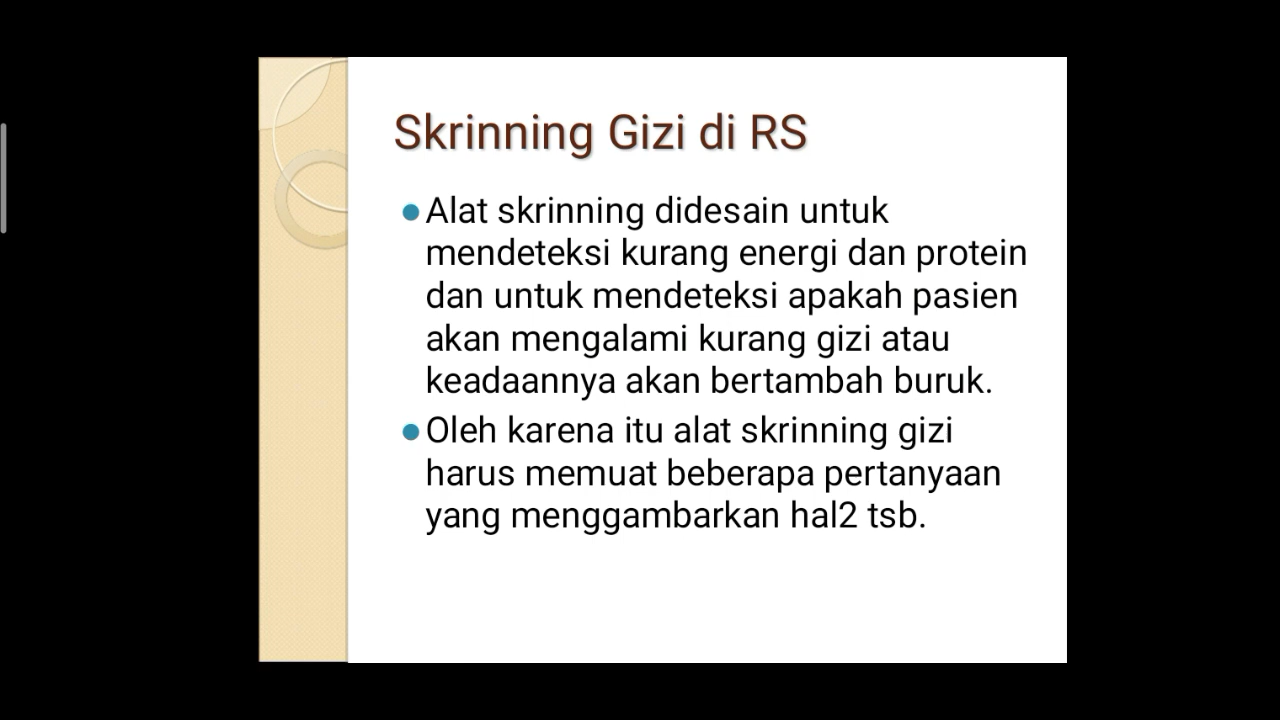 Skrinning Gizi di RS
Alat skrinning didesain untuk
mendeteksi kurang energi dan protein
dan untuk mendeteksi apakah pasien
akan mengalami kurang gizi atau
keadaannya akan bertambah buruk.
Oleh karena itu alat skrinning gizi
harus memuat beberapa pertanyaan
yang menggambarkan hal2 tsb.